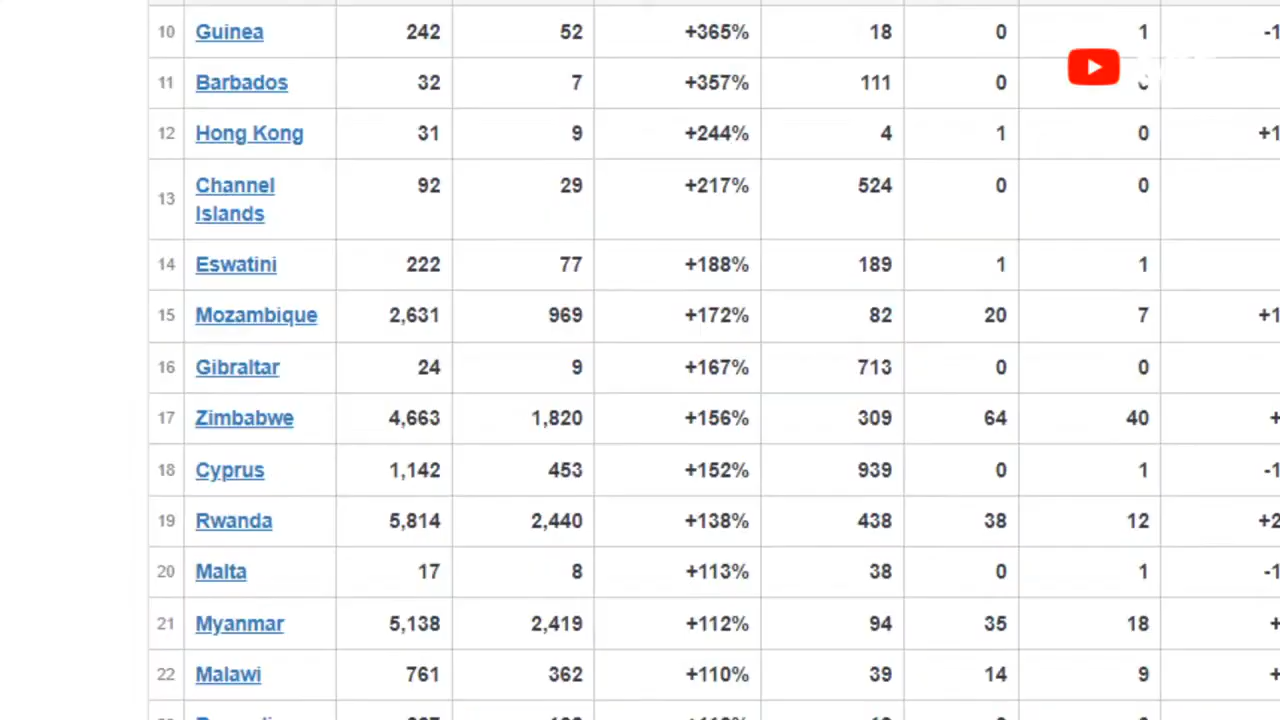 10 Guinea 242 52 +365% 18 0 1
11 Barbados 32 7 +357% 111 0
12 Hong Kong 31 9 +244% 4 1 0
13 Channel Islands 92 29 +217% 524 0 0
14 Eswatini 222 77 +188% 189 1 1
15 Mozambique 2,631 969 +172% 82 20 7
16 Gibraltar 24 9 +167% 713 0 0
17 Zimbabwe 4,663 1,820 +156% 309 64 40
18 Cyprus 1,142 453 +152% 939 0 1
19 Rwanda 5,814 2,440 +138% 438 38 12
20 Malta 17 8 +113% 38 0 1
21 Myanmar 5,138 2,419 +112% 94 35 18
22 Malawi 761 362 +110% 39 14 9